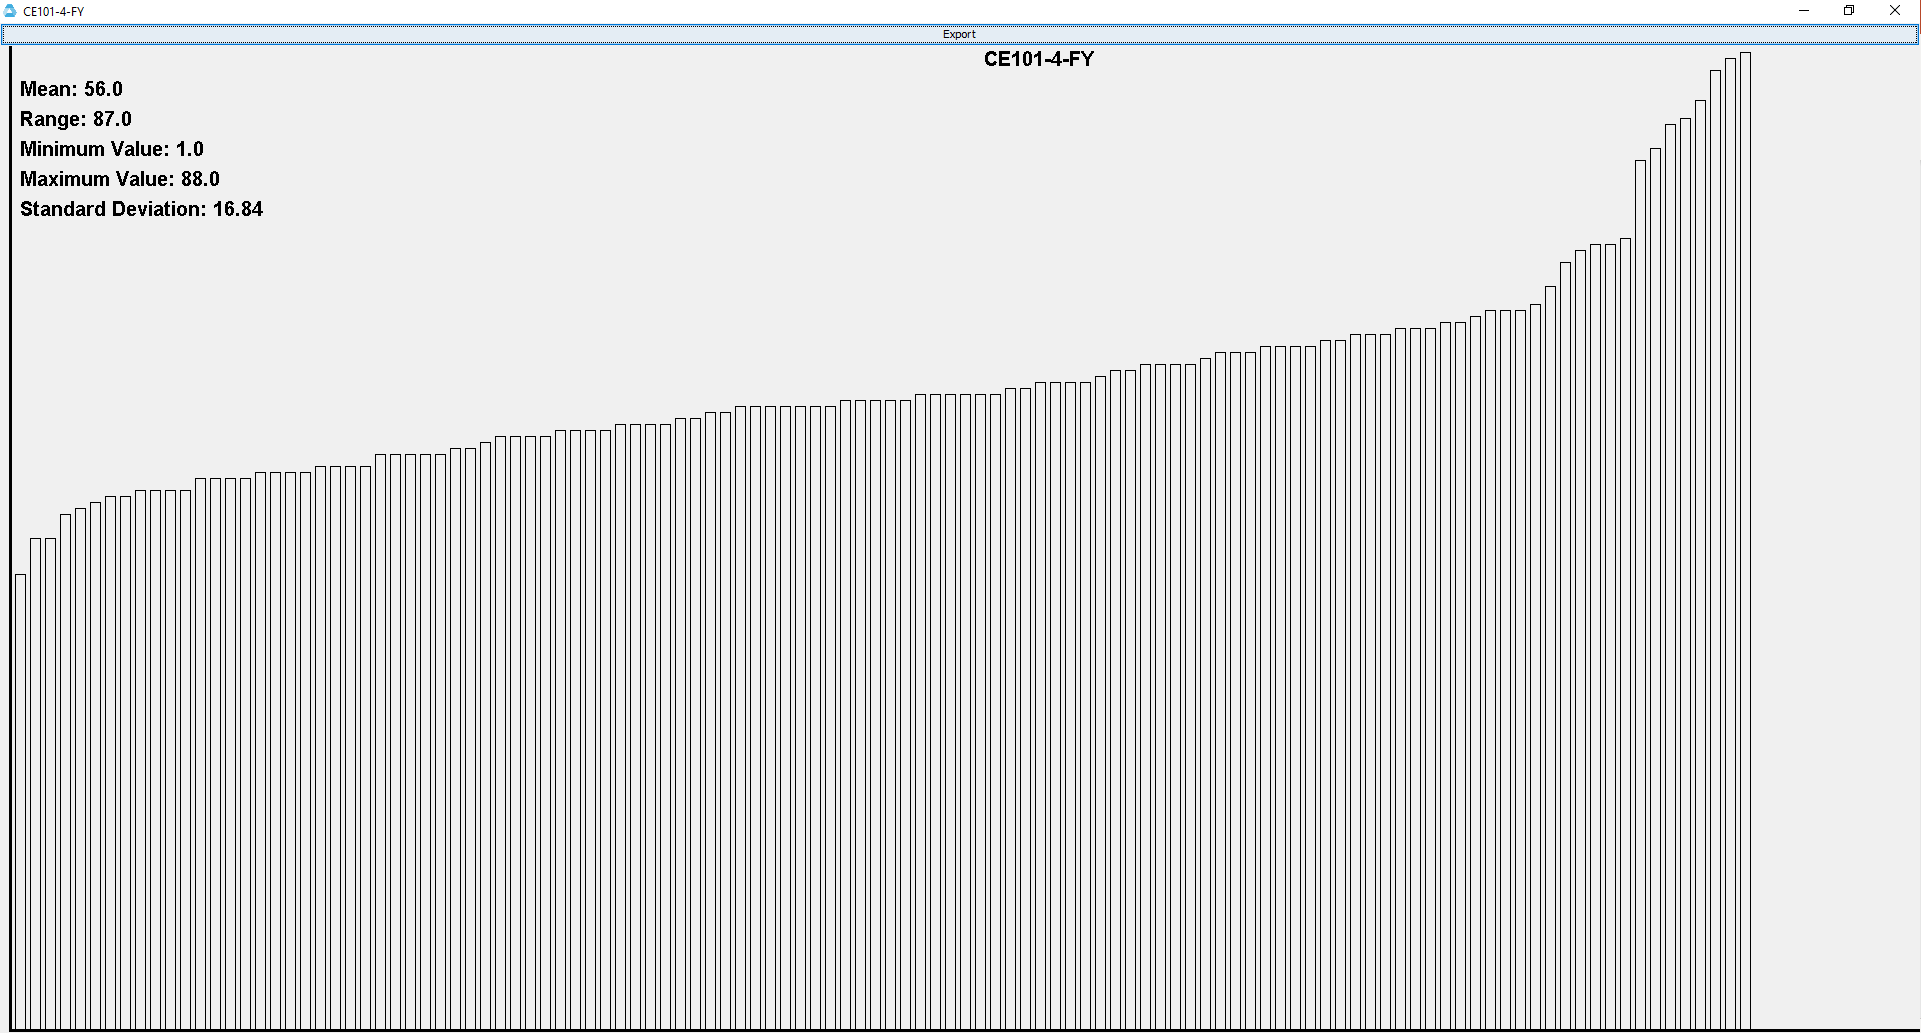 CE101-4-FY
Export
CE101-4-FY
Mean: 56.0
Range: 87.0
Minimum Value: 1.0
Maximum Value: 88.0
Standard Deviation: 16.84